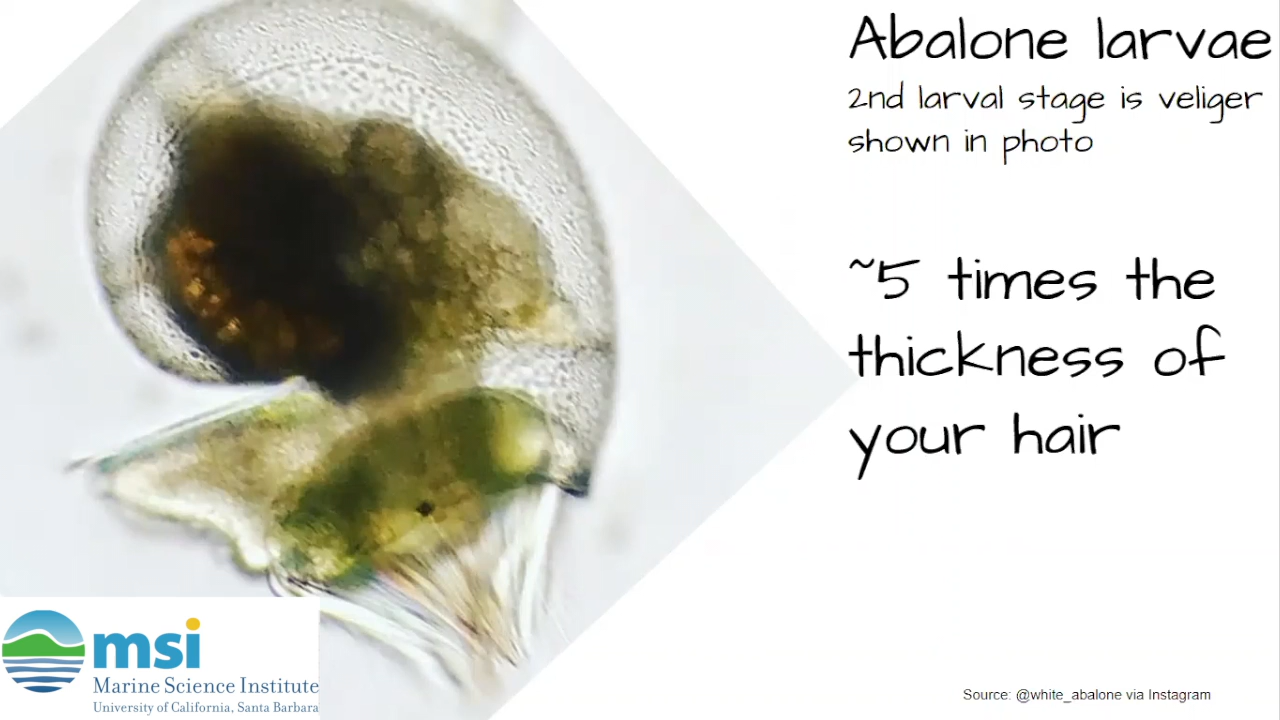 Abalone larvae
2nd larval stage is veliger
shown in photo
~5 times the
thickness of
your hair
msi
Marine Science Institute
University of California, Santa Barbara
Source: @white_abalone via Instagram